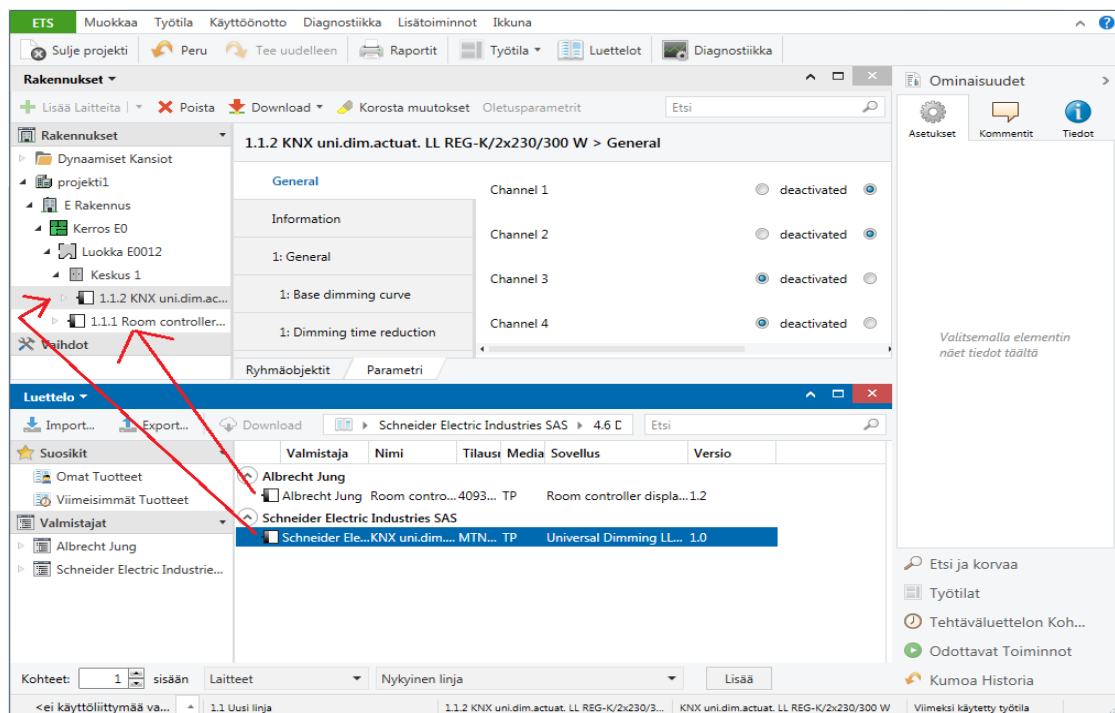 ETS Muokkaa Työtila Käyttöönotto Diagnostiikka Lisätoiminnot Ikkuna
Sulje projekti Peru Tee uudelleen Raportit Työtila Luettelot Diagnostiikka
Rakennukset
Lisää Laitteita Poista Download Korosta muutokset Oletusparametrit Etsi
Rakennukset
Dynaamiset Kansiot
projekti1
E Rakennus
Kerros E0
Luokka E0012
Keskus 1
1.1.2 KNX uni.dim.ac...
1.1.1 Room controller...
Vaihdot
1.1.2 KNX uni.dim.actuat. LL REG-K/2x230/300 W > General
General
Information
1: General
1: Base dimming curve
1: Dimming time reduction
Channel 1 deactivated
Channel 2 deactivated
Channel 3 deactivated
Channel 4 deactivated
Ryhmäobjektit Parametri
Ominaisuudet
Asetukset Kommentit Tiedot
Valitsemalla elementin
näet tiedot täältä
Luettelo
Import... Export... Download Schneider Electric Industries SAS 4.6 D Etsi
Suosikit
Omat Tuotteet
Viimeisimmät Tuotteet
Valmistajat
Albrecht Jung
Schneider Electric Industrie...
Valmistaja Nimi Tilausı Media Sovellus Versio
Albrecht Jung
Albrecht Jung Room contro... 4093... TP Room controller displa... 1.2
Schneider Electric Industries SAS
Schneider Ele... KNX uni.dim.... MTN... TP Universal Dimming LL... 1.0
Etsi ja korvaa
Työtilat
Tehtäväluettelon Koh...
Odottavat Toiminnot
Kumoa Historia
Kohteet: 1 sisään Laitteet Nykyinen linja Lisää
<ei käyttöliittymää va... 1.1 Uusi linja 1.1.2 KNX uni.dim.actuat. LL REG-K/2x230/3... KNX uni.dim.actuat. LL REG-K/2x230/300 W Viimeksi käytetty työtila